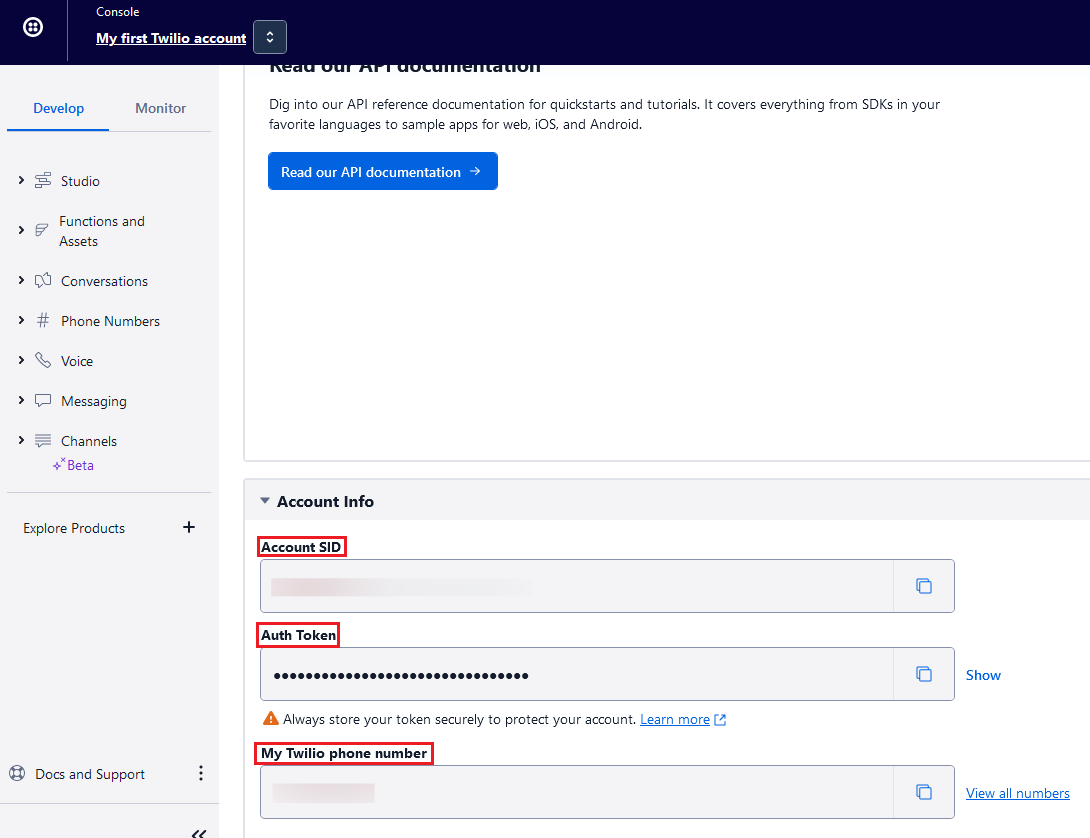 Console
My first Twilio account
Develop
Monitor
Studio
Functions and
Assets
Conversations
Phone Numbers
Voice
Messaging
Channels
Beta
Explore Products
Docs and Support
Read our API documentation
Dig into our API reference documentation for quickstarts and tutorials. It covers everything from SDKs in your
favorite languages to sample apps for web, iOS, and Android.
Read our API documentation →
Account Info
Account SID
Auth Token
••••••••••••••••••••••••••••••••
Show
Always store your token securely to protect your account. Learn more
My Twilio phone number
View all numbers